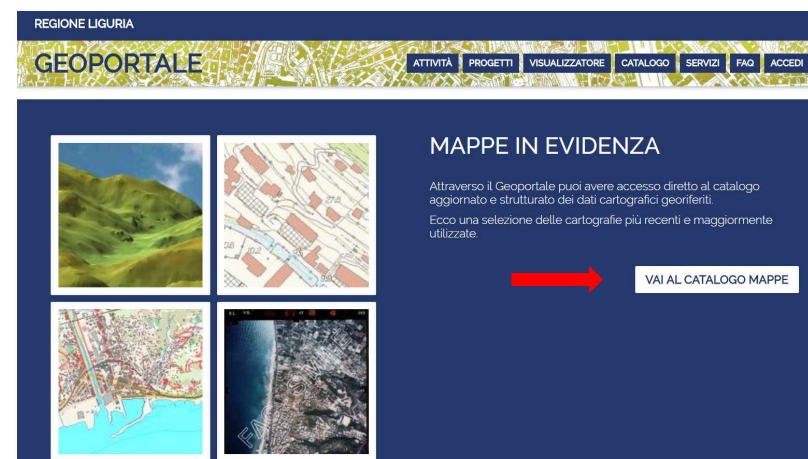 REGIONE LIGURIA
GEOPORTALE
ATTIVITÀ PROGETTI VISUALIZZATORE CATALOGO SERVIZI FAQ ACCEDI
MAPPE IN EVIDENZA
Attraverso il Geoportale puoi avere accesso diretto al catalogo
aggiornato e strutturato dei dati cartografici georiferiti.
Ecco una selezione delle cartografie più recenti e maggiormente
utilizzate.
VAI AL CATALOGO MAPPE